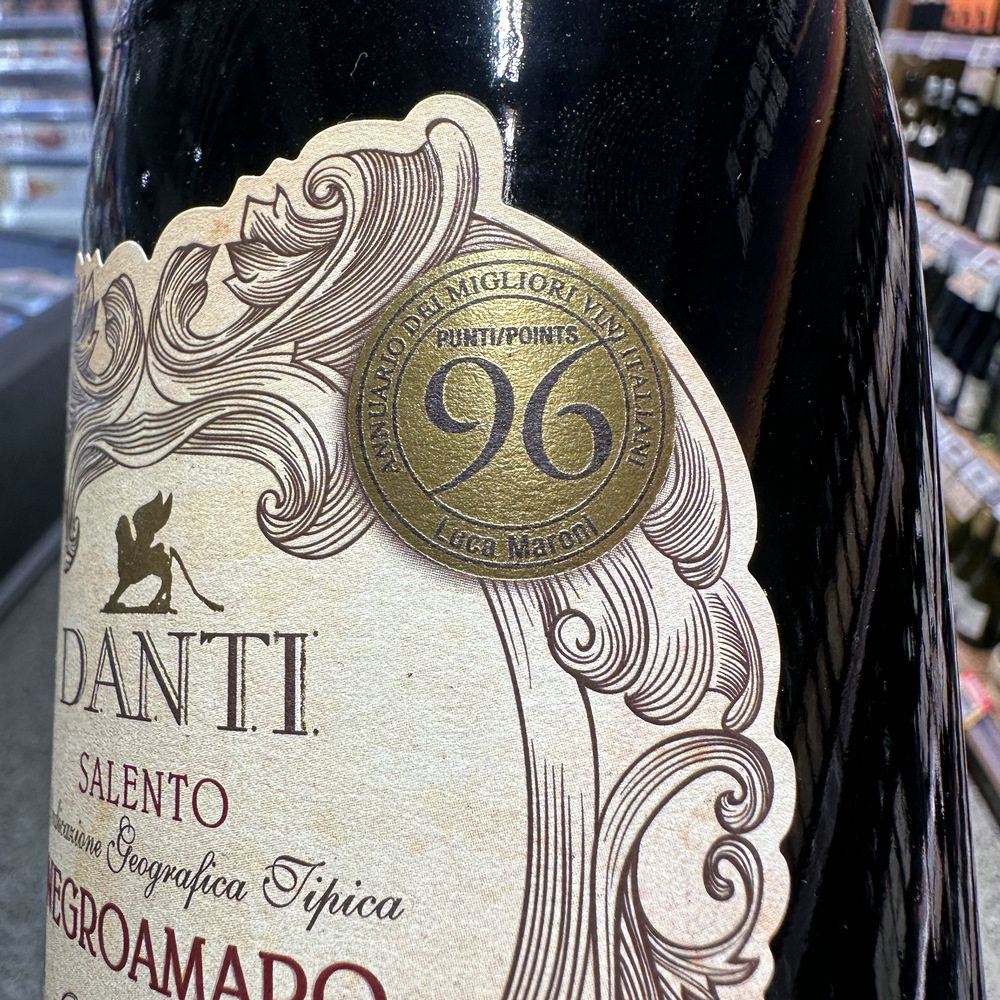 ANNUARIO DEI MIGLIORI VINI ITALIANI
PUNTI/POINTS
96
Luca Maroni
DANTI
SALENTO
Geografica Tipica
NEGROAMARO